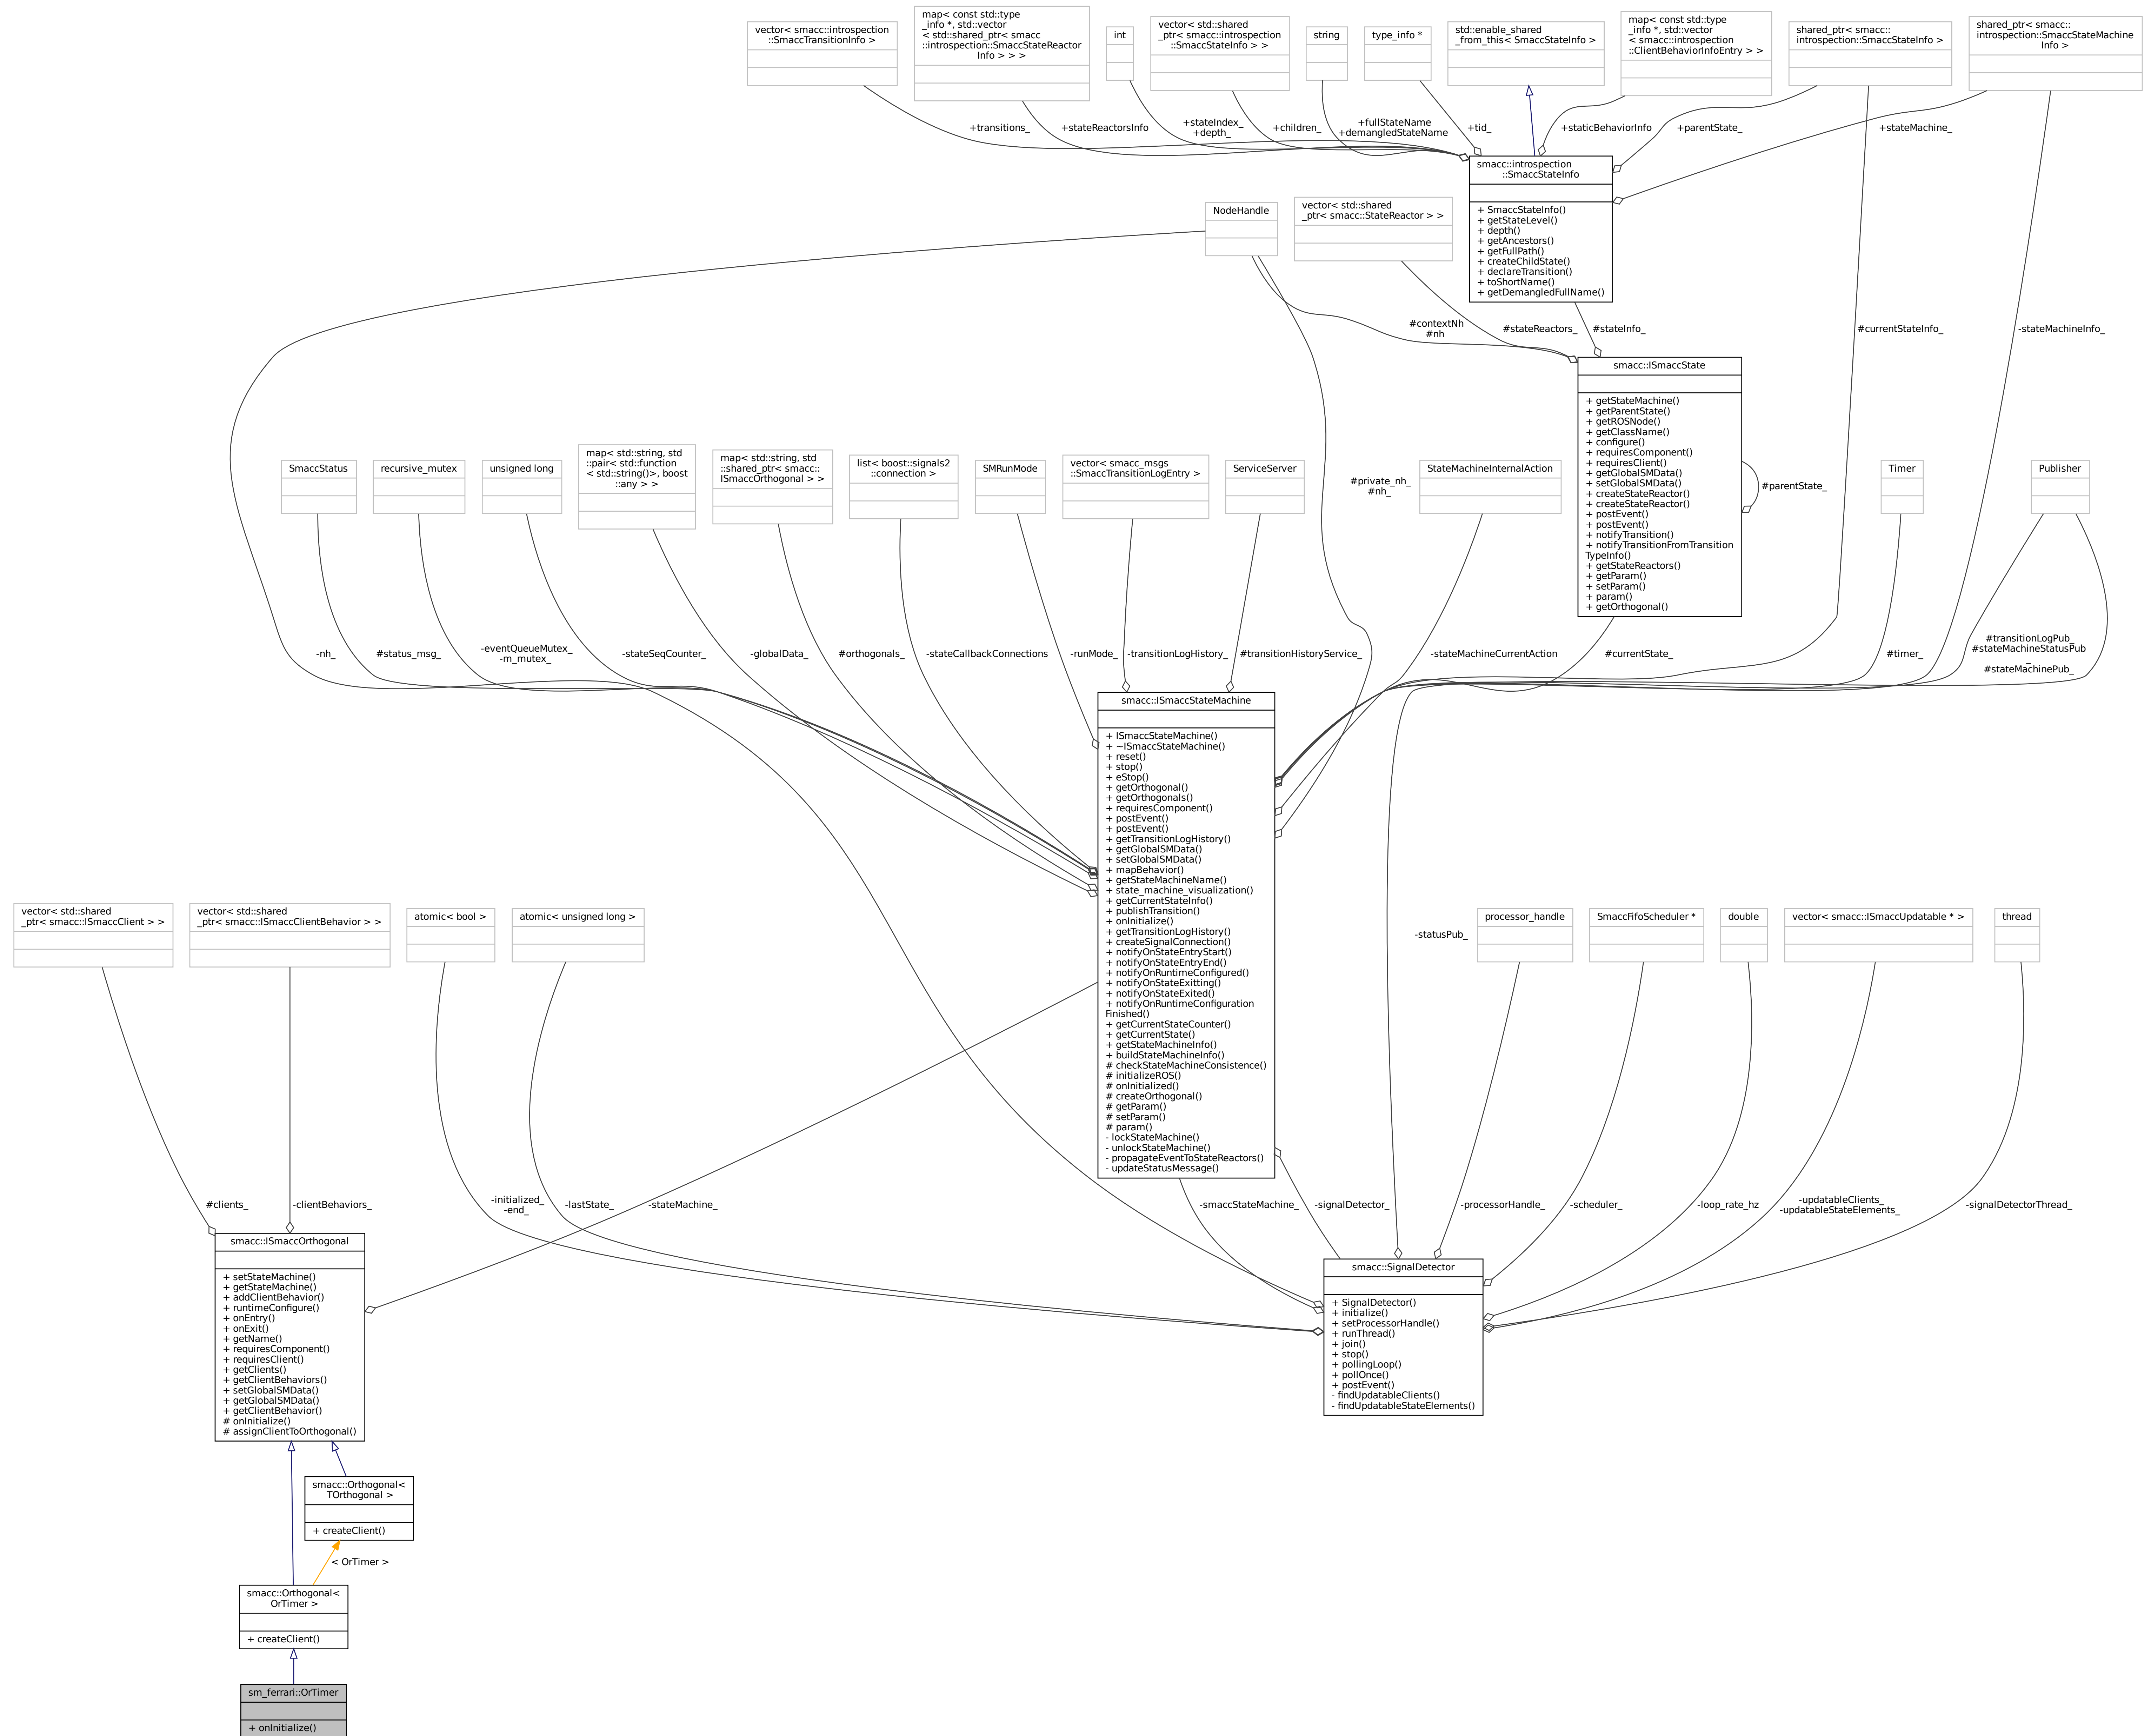 vector< smacc::introspection
::SmaccTransitionInfo >
map< const std::type
_info *, std::vector
< std::shared_ptr< smacc
::introspection::SmaccStateReactor
Info > > >
int
vector< std::shared
_ptr< smacc::introspection
::SmaccStateInfo > >
string
type_info *
std::enable_shared
_from_this< SmaccStateInfo >
map< const std::type
_info *, std::vector
< smacc::introspection
::ClientBehaviorInfoEntry > >
shared_ptr< smacc::
introspection::SmaccStateInfo >
shared_ptr< smacc::
introspection::SmaccStateMachine
Info >
+transitions_
+stateReactorsInfo
+stateIndex_
+depth_
+children_
+fullStateName
+demangledStateName
+tid_
+staticBehaviorInfo
+parentState_
+stateMachine_
smacc::introspection
::SmaccStateInfo
+ SmaccStateInfo()
+ getStateLevel()
+ depth()
+ getAncestors()
+ getFullPath()
+ createChildState()
+ declareTransition()
+ toShortName()
+ getDemangledFullName()
NodeHandle
vector< std::shared
_ptr< smacc::StateReactor > >
#contextNh
#nh
#stateReactors_
#stateInfo_
#currentStateInfo_
-stateMachineInfo_
smacc::ISmaccState
+ getStateMachine()
+ getParentState()
+ getROSNode()
+ getClassName()
+ configure()
+ requiresComponent()
+ requiresClient()
+ getGlobalSMData()
+ setGlobalSMData()
+ createStateReactor()
+ createStateReactor()
+ postEvent()
+ postEvent()
+ notifyTransition()
+ notifyTransitionFromTransition
TypeInfo()
+ getStateReactors()
+ getParam()
+ setParam()
+ param()
+ getOrthogonal()
#parentState_
SmaccStatus
recursive_mutex
unsigned long
map< std::string, std
::pair< std::function
< std::string()>, boost
::any > >
map< std::string, std
::shared_ptr< smacc::
ISmaccOrthogonal > >
list< boost::signals2
::connection >
SMRunMode
vector< smacc_msgs
::SmaccTransitionLogEntry >
ServiceServer
#private_nh_
#nh_
StateMachineInternalAction
Timer
Publisher
-nh_
#status_msg_
-eventQueueMutex_
-m_mutex_
-stateSeqCounter_
-globalData_
#orthogonals_
-stateCallbackConnections
-runMode_
-transitionLogHistory_
#transitionHistoryService_
-stateMachineCurrentAction
#currentState_
#timer_
#transitionLogPub_
#stateMachineStatusPub
_
#stateMachinePub_
smacc::ISmaccStateMachine
+ ISmaccStateMachine()
+ ~ISmaccStateMachine()
+ reset()
+ stop()
+ eStop()
+ getOrthogonal()
+ getOrthogonals()
+ requiresComponent()
+ postEvent()
+ postEvent()
+ getTransitionLogHistory()
+ getGlobalSMData()
+ setGlobalSMData()
+ mapBehavior()
+ getStateMachineName()
+ state_machine_visualization()
+ getCurrentStateInfo()
+ publishTransition()
+ onInitialize()
+ getTransitionLogHistory()
+ createSignalConnection()
+ notifyOnStateEntryStart()
+ notifyOnStateEntryEnd()
+ notifyOnRuntimeConfigured()
+ notifyOnStateExitting()
+ notifyOnStateExited()
+ notifyOnRuntimeConfiguration
Finished()
+ getCurrentStateCounter()
+ getCurrentState()
+ getStateMachineInfo()
+ buildStateMachineInfo()
# checkStateMachineConsistence()
# initializeROS()
# onInitialized()
# createOrthogonal()
# getParam()
# setParam()
# param()
- lockStateMachine()
- unlockStateMachine()
- propagateEventToStateReactors()
- updateStatusMessage()
vector< std::shared
_ptr< smacc::ISmaccClient > >
vector< std::shared
_ptr< smacc::ISmaccClientBehavior > >
atomic< bool >
atomic< unsigned long >
-statusPub_
processor_handle
SmaccFifoScheduler *
double
vector< smacc::ISmaccUpdatable * >
thread
#clients_
-clientBehaviors_
-initialized_
-end_
-lastState_
-stateMachine_
-smaccStateMachine_
-signalDetector_
-processorHandle_
-scheduler_
-loop_rate_hz
-updatableClients_
-updatableStateElements_
-signalDetectorThread_
smacc::ISmaccOrthogonal
+ setStateMachine()
+ getStateMachine()
+ addClientBehavior()
+ runtimeConfigure()
+ onEntry()
+ onExit()
+ getName()
+ requiresComponent()
+ requiresClient()
+ getClients()
+ getClientBehaviors()
+ setGlobalSMData()
+ getGlobalSMData()
+ getClientBehavior()
# onInitialize()
# assignClientToOrthogonal()
smacc::SignalDetector
+ SignalDetector()
+ initialize()
+ setProcessorHandle()
+ runThread()
+ join()
+ stop()
+ pollingLoop()
+ pollOnce()
+ postEvent()
- findUpdatableClients()
- findUpdatableStateElements()
smacc::Orthogonal<
TOrthogonal >
+ createClient()
< OrTimer >
smacc::Orthogonal<
OrTimer >
+ createClient()
sm_ferrari::OrTimer
+ onInitialize()